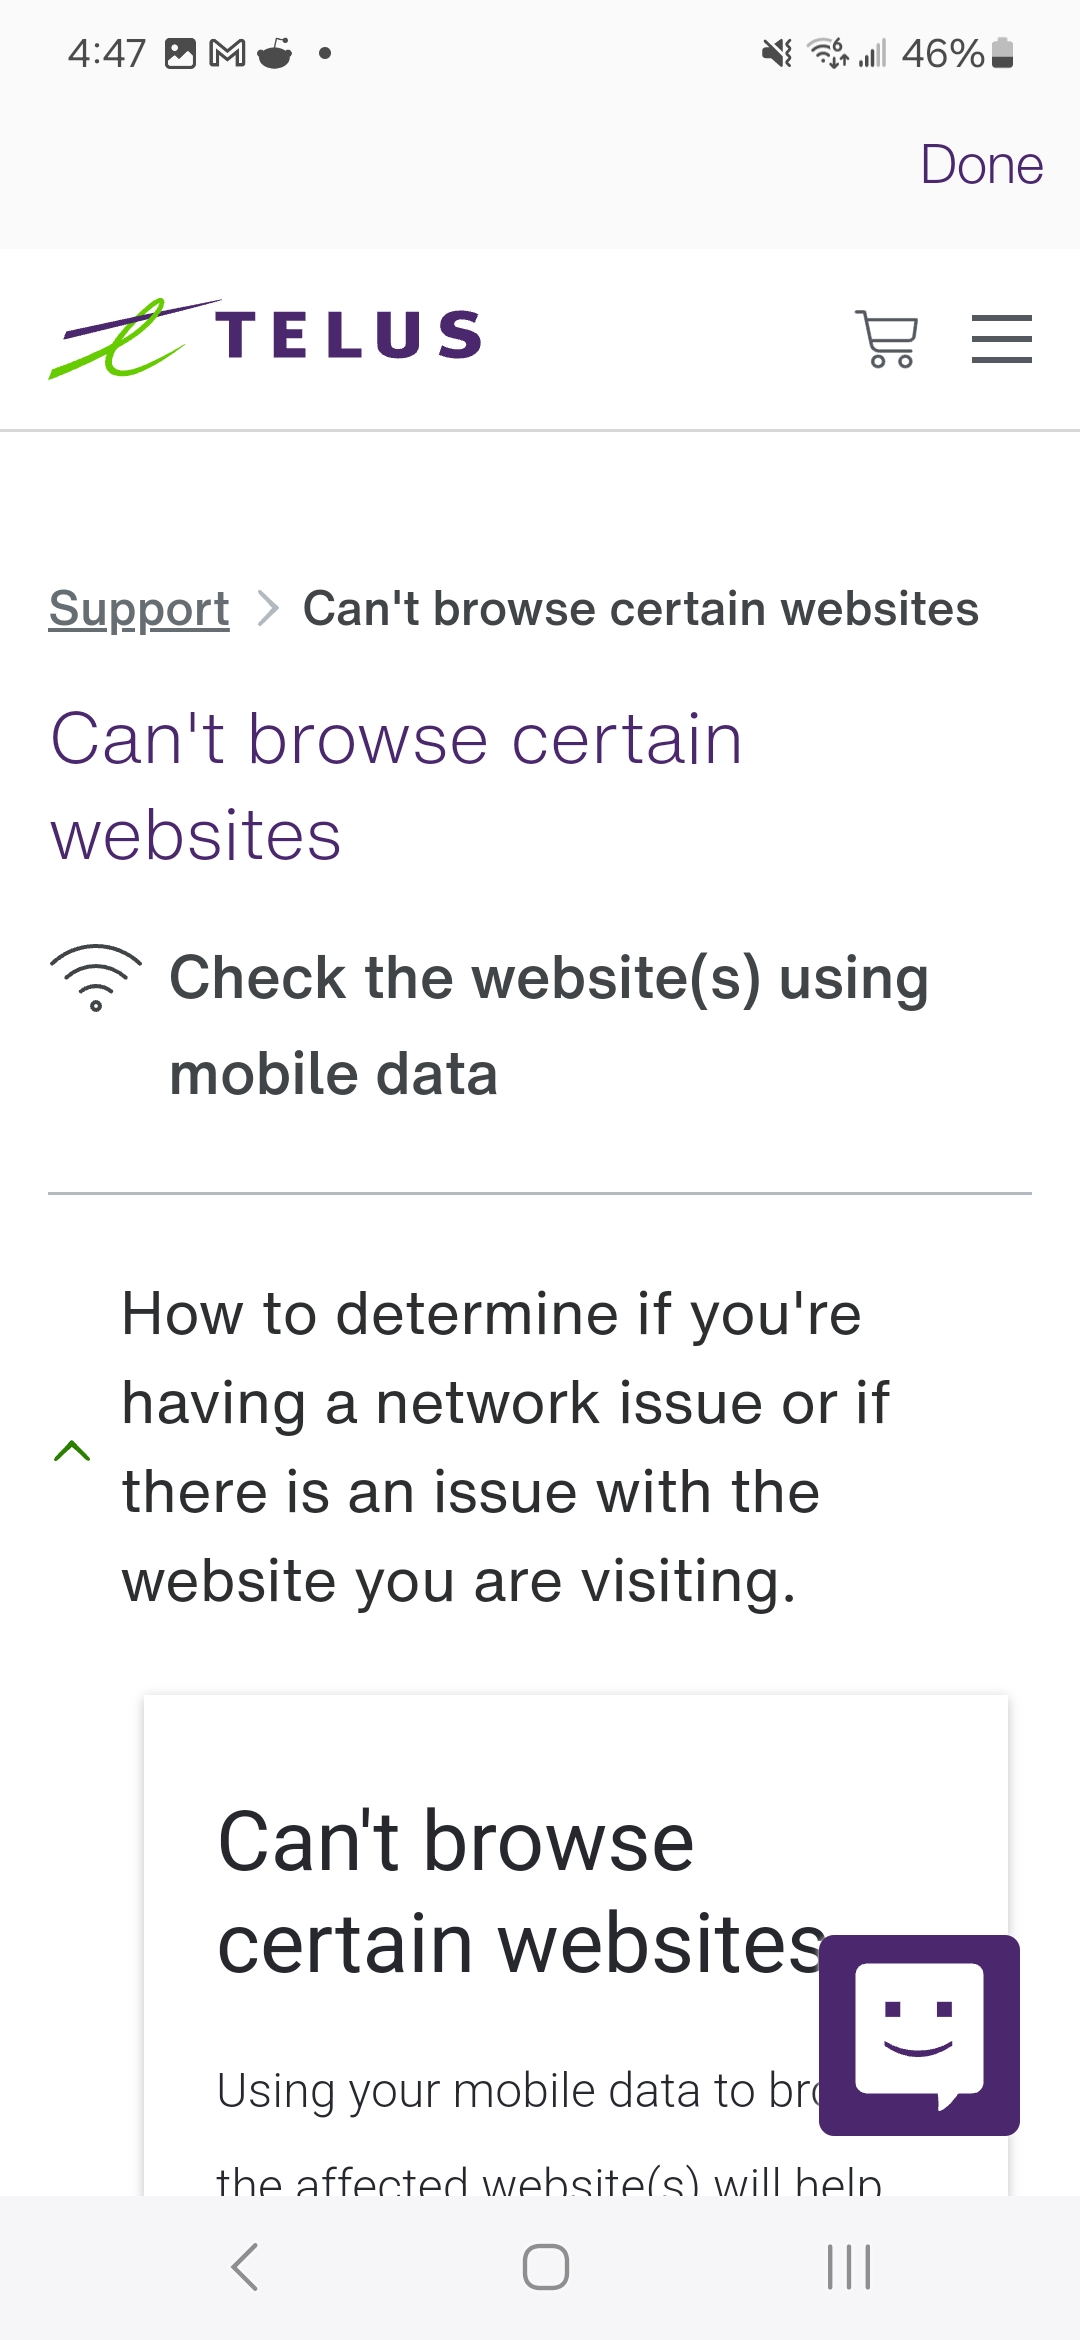 4:47
46%
Done
TELUS
Support > Can't browse certain websites
Can't browse certain
websites
Check the website(s) using
mobile data
How to determine if you're
having a network issue or if
there is an issue with the
website you are visiting.
Can't browse
certain websites
Using your mobile data to
the affected website(s) will help